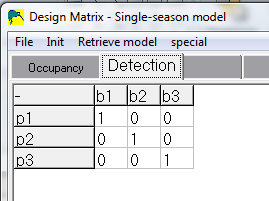 Design Matrix - Single-season model
File Init Retrieve model special
Occupancy Detection
- b1 b2 b3
p1 1 0 0
p2 0 1 0
p3 0 0 1